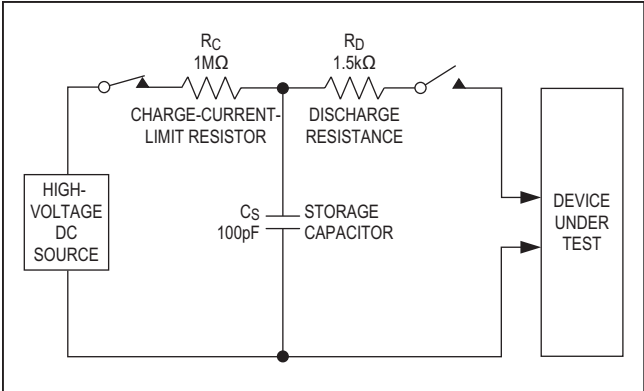 RC
1MΩ
CHARGE-CURRENT-
LIMIT RESISTOR
RD
1.5kΩ
DISCHARGE
RESISTANCE
HIGH-
VOLTAGE
DC
SOURCE
CS
100pF
STORAGE
CAPACITOR
DEVICE
UNDER
TEST